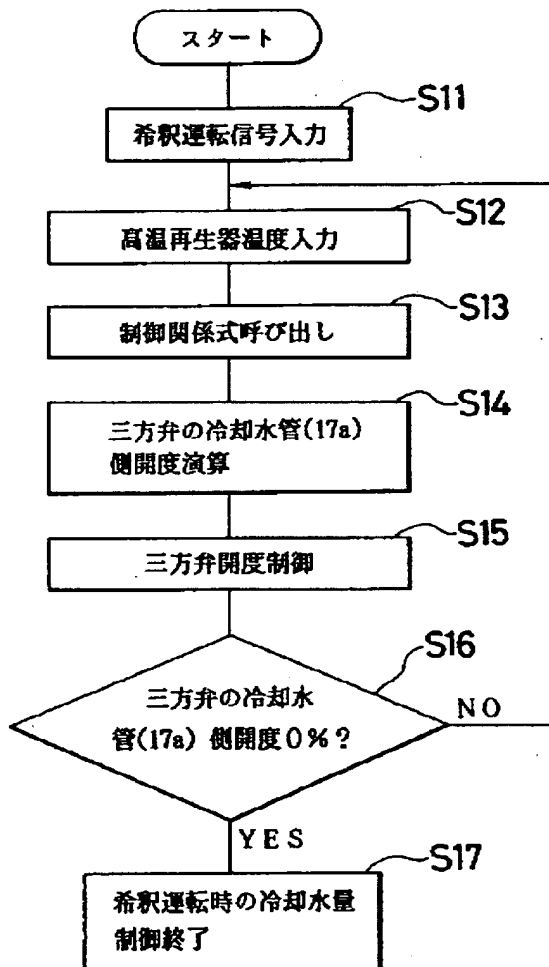 スタート
S11
希釈運転信号入力
S12
高温再生器温度入力
S13
制御関係式呼び出し
S14
三方弁の冷却水管(17a)
側開度演算
S15
三方弁開度制御
S16
三方弁の冷却水
管(17a) 側開度0%?
NO
YES
S17
希釈運転時の冷却水量
制御終了